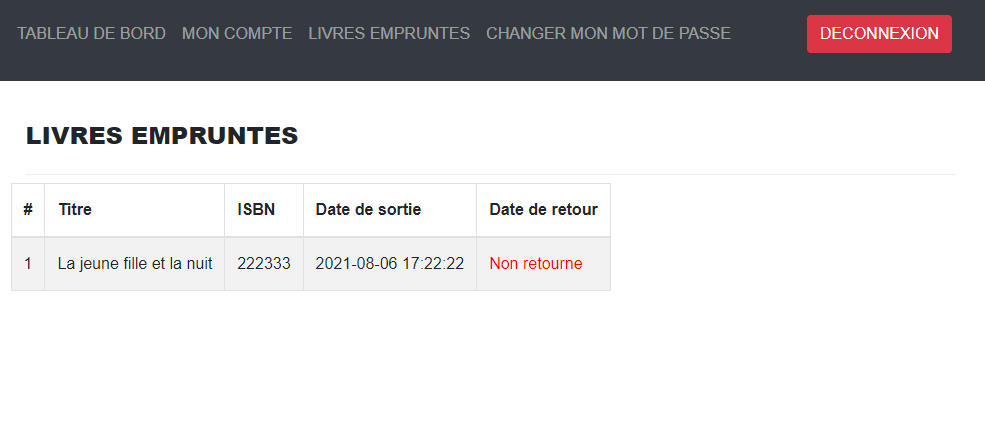 TABLEAU DE BORD MON COMPTE LIVRES EMPRUNTES CHANGER MON MOT DE PASSE DECONNEXION
LIVRES EMPRUNTES
# Titre ISBN Date de sortie Date de retour
1 La jeune fille et la nuit 222333 2021-08-06 17:22:22 Non retourne